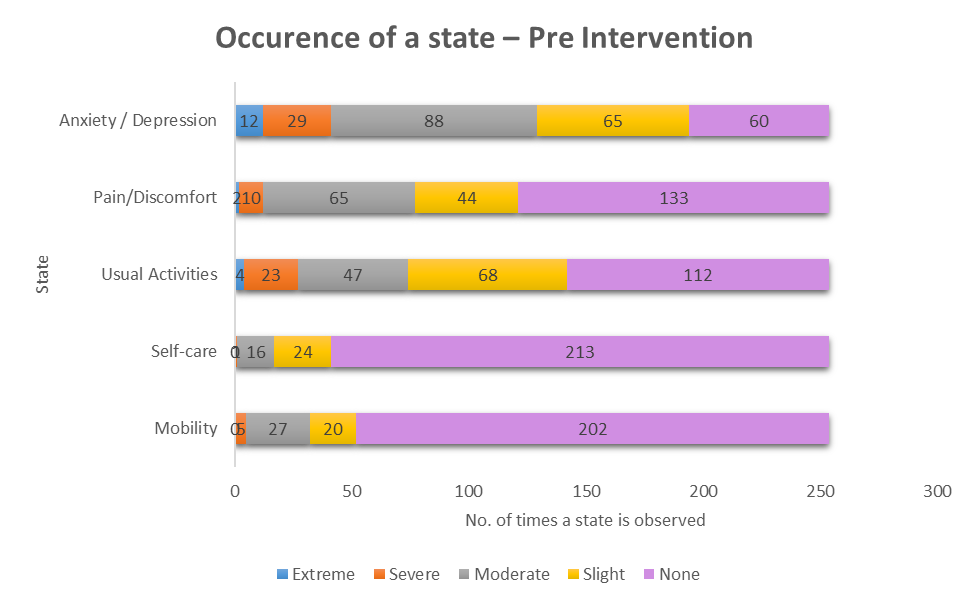 Occurence of a state – Pre Intervention
Anxiety / Depression 12 29 88 65 60
Pain/Discomfort 2 10 65 44 133
Usual Activities 4 23 47 68 112
Self-care 0 1 16 24 213
Mobility 0 5 27 20 202
State
0 50 100 150 200 250 300
No. of times a state is observed
Extreme Severe Moderate Slight None